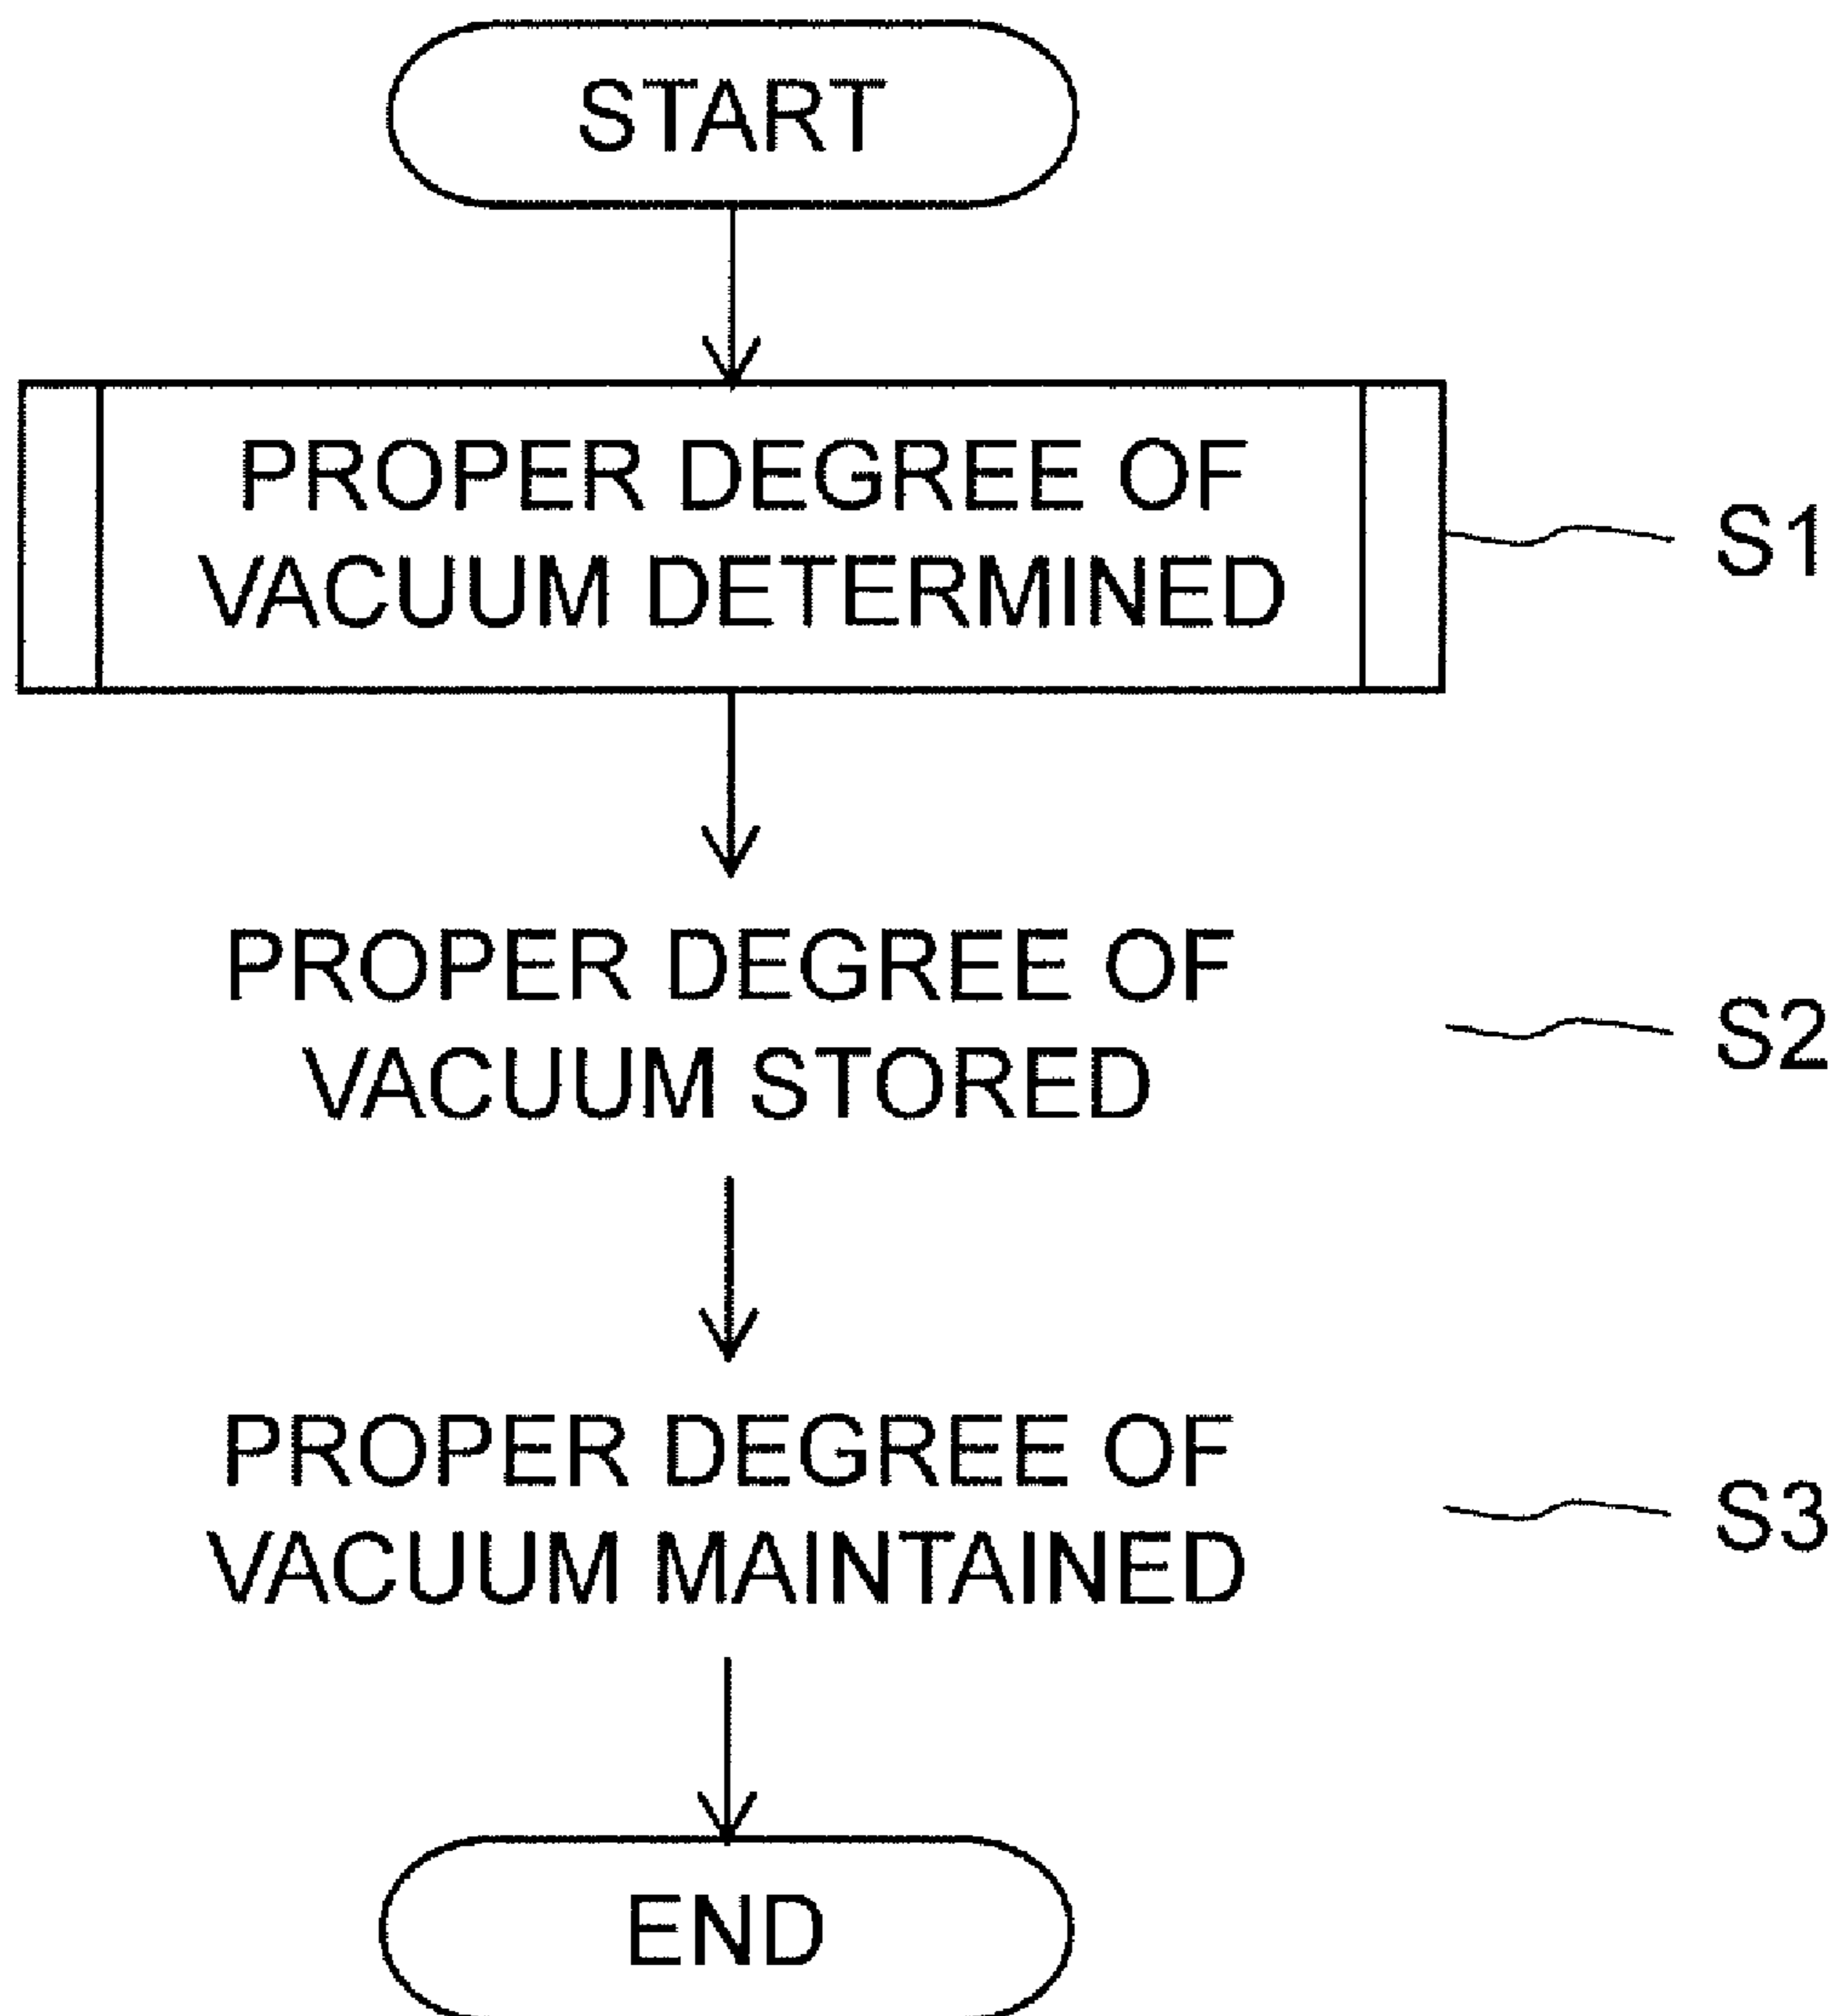 START
PROPER DEGREE OF
VACUUM DETERMINED
S1
PROPER DEGREE OF
VACUUM STORED
S2
PROPER DEGREE OF
VACUUM MAINTAINED
S3
END